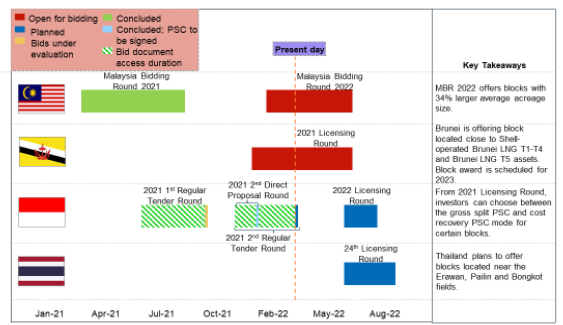 Open for bidding
Planned
Bids under
evaluation
Concluded
Concluded; PSC to
be signed
Bid document
access duration
Present day
Key Takeaways
Malaysia Bidding
Round 2021
Malaysia Bidding
Round 2022
MBR 2022 offers blocks with
34% larger average acreage
size.
2021 Licensing
Round
Brunei is offering block
located close to Shell-
operated Brunei LNG T1-T4
and Brunei LNG T5 assets.
Block award is scheduled for
2023.
2021 1st Regular
Tender Round
2021 2nd Direct
Proposal Round
2021 2nd Regular
Tender Round
2022 Licensing
Round
From 2021 Licensing Round,
investors can choose between
the gross split PSC and cost
recovery PSC mode for
certain blocks.
24th Licensing
Round
Thailand plans to offer
blocks located near the
Erawan, Pailin and Bongkot
fields.
Jan-21 Apr-21 Jul-21 Oct-21 Feb-22 May-22 Aug-22